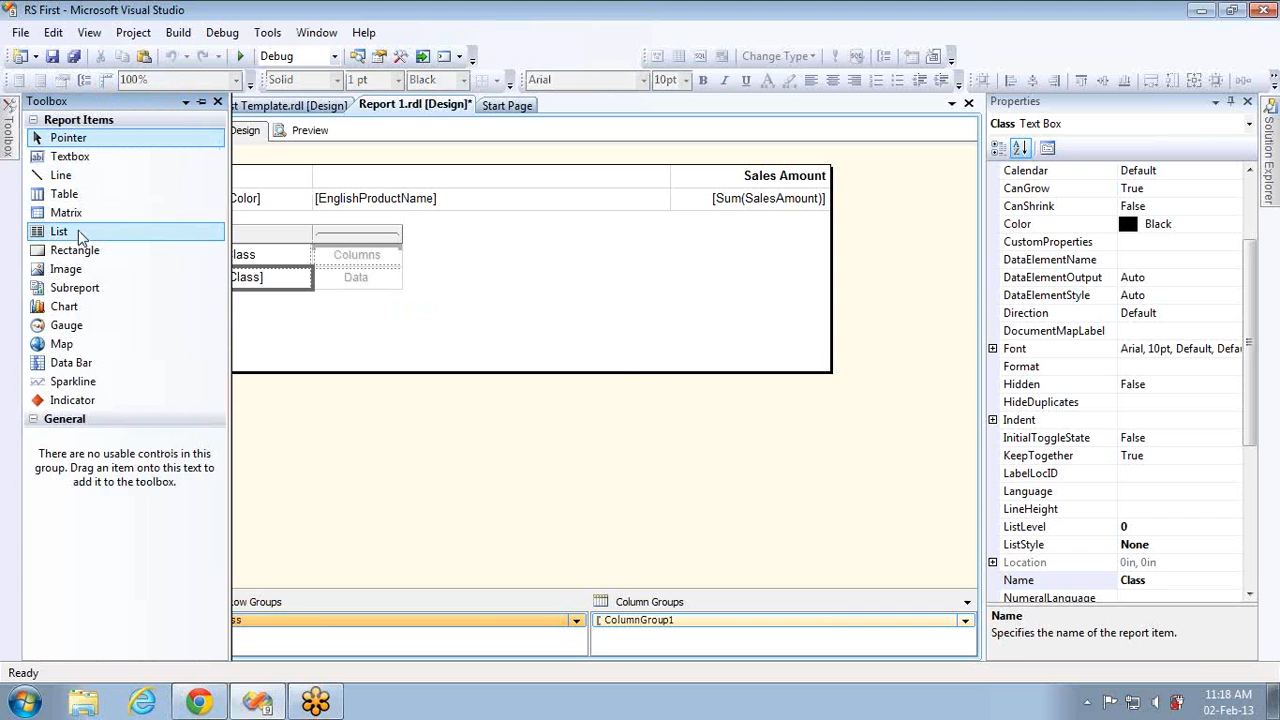 RS First - Microsoft Visual Studio
File Edit View Project Build Debug Tools Window Help
Debug Change Type
100% Solid 1 pt Black Arial 10pt
Toolbox
Report Items
Pointer
Textbox
Line
Table
Matrix
List
Rectangle
Image
Subreport
Chart
Gauge
Map
Data Bar
Sparkline
Indicator
General
There are no usable controls in this
group. Drag an item onto this text to
add it to the toolbox.
Toolbox
st Template.rdl [Design] Report 1.rdl [Design]* Start Page
Design Preview
Sales Amount
Color] [EnglishProductName] [Sum(SalesAmount)]
lass Columns
Class] Data
ow Groups Column Groups
ss [ ColumnGroup1
Properties
Class Text Box
Calendar Default
CanGrow True
CanShrink False
Color Black
CustomProperties
DataElementName
DataElementOutput Auto
DataElementStyle Auto
Direction Default
DocumentMapLabel
Font Arial, 10pt, Default, Defau
Format
Hidden False
HideDuplicates
Indent
InitialToggleState False
KeepTogether True
LabelLocID
Language
LineHeight
ListLevel 0
ListStyle None
Location 0in, 0in
Name Class
NumeralLanguage
Name
Specifies the name of the report item.
Solution Explorer
Ready
11:18 AM
02-Feb-13